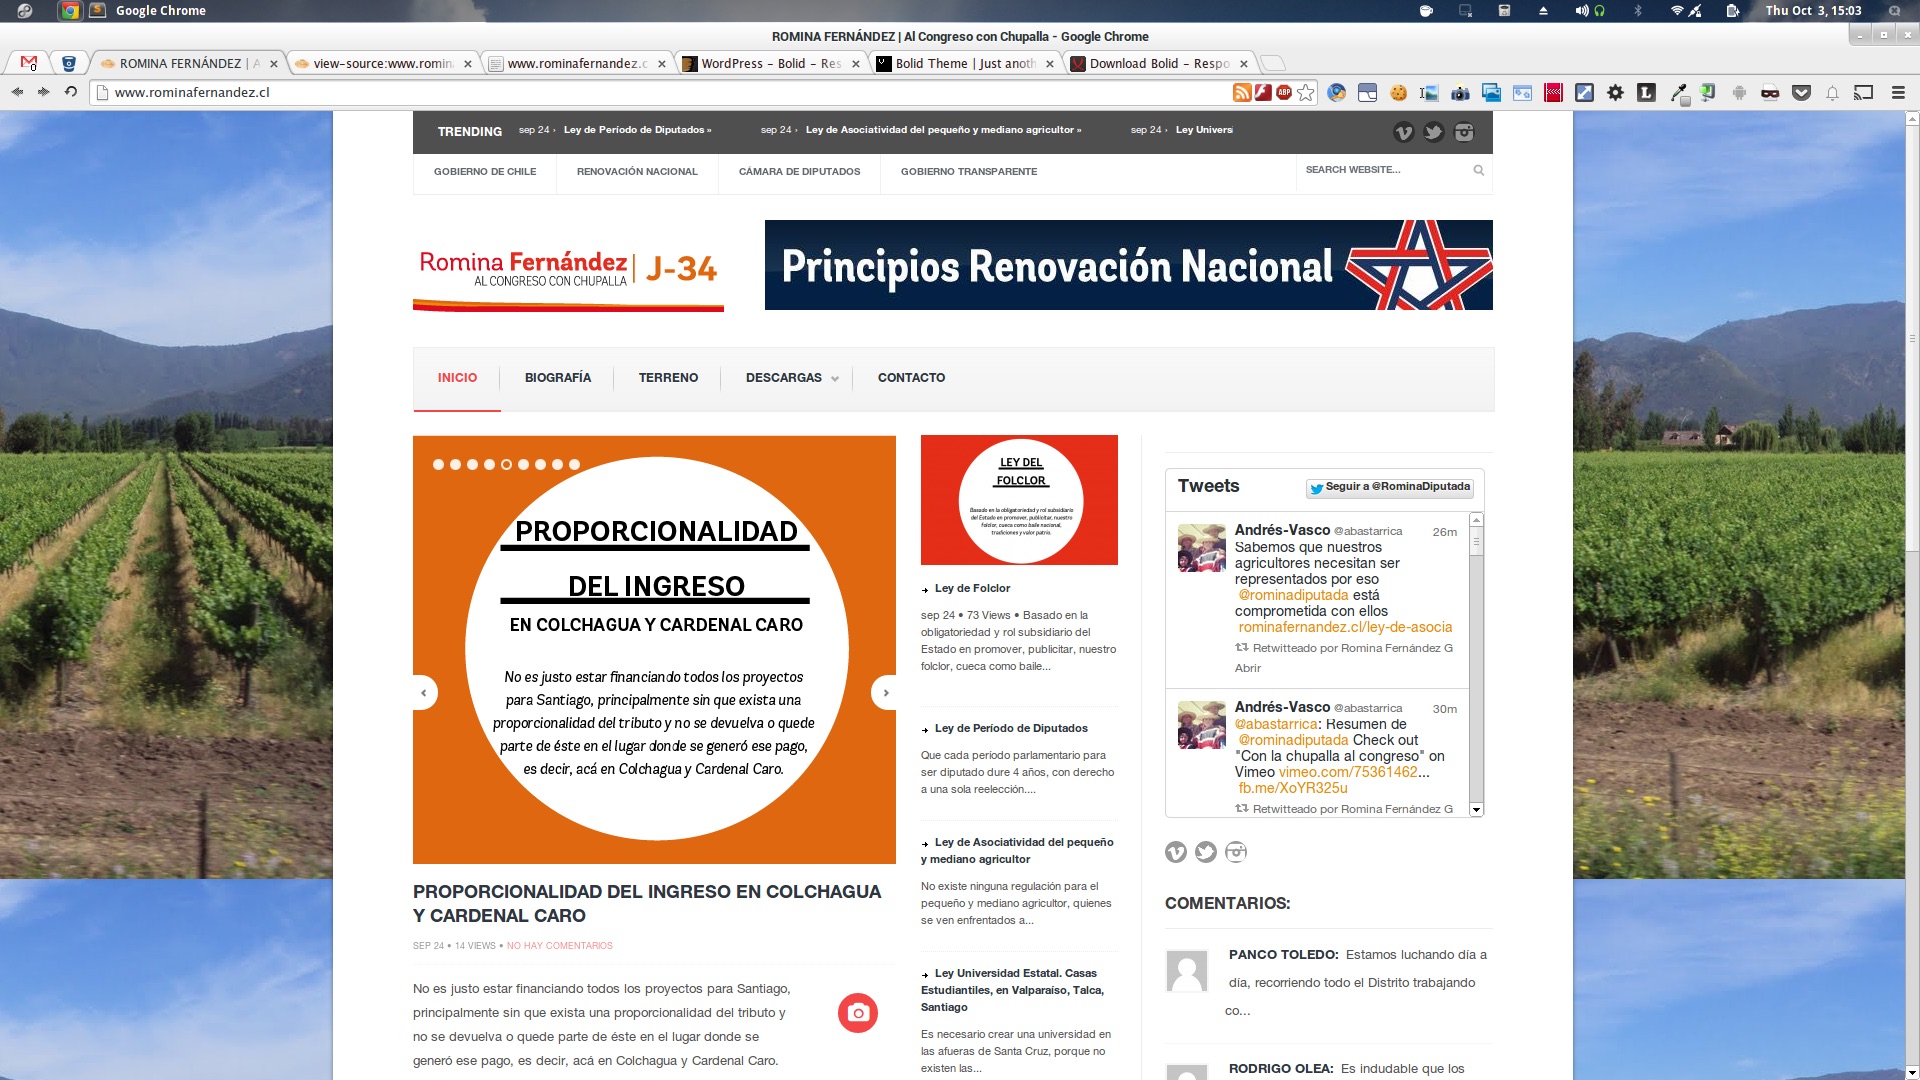 Google Chrome
Thu Oct 3, 15:03
ROMINA FERNÁNDEZ | Al Congreso con Chupalla - Google Chrome
ROMINA FERNÁNDEZ | A
view-source:www.romin
www.rominafernandez.c
WordPress - Bolid - Res
Bolid Theme | Just anoth
Download Bolid - Respo
www.rominafernandez.cl
TRENDING
sep 24 › Ley de Período de Diputados »
sep 24 › Ley de Asociatividad del pequeño y mediano agricultor »
sep 24 › Ley Univers
GOBIERNO DE CHILE
RENOVACIÓN NACIONAL
CÁMARA DE DIPUTADOS
GOBIERNO TRANSPARENTE
SEARCH WEBSITE...
Romina Fernández | J-34
AL CONGRESO CON CHUPALLA
Principios Renovación Nacional
INICIO
BIOGRAFÍA
TERRENO
DESCARGAS
CONTACTO
PROPORCIONALIDAD
DEL INGRESO
EN COLCHAGUA Y CARDENAL CARO
No es justo estar financiando todos los proyectos
para Santiago, principalmente sin que exista una
proporcionalidad del tributo y no se devuelva o quede
parte de éste en el lugar donde se generó ese pago,
es decir, acá en Colchagua y Cardenal Caro.
PROPORCIONALIDAD DEL INGRESO EN COLCHAGUA
Y CARDENAL CARO
SEP 24 • 14 VIEWS • NO HAY COMENTARIOS
No es justo estar financiando todos los proyectos para Santiago,
principalmente sin que exista una proporcionalidad del tributo y
no se devuelva o quede parte de éste en el lugar donde se
generó ese pago, es decir, acá en Colchagua y Cardenal Caro.
LEY DEL
FOLCLOR
Basado en la obligatoriedad y rol subsidiario
del Estado en promover, publicitar, nuestro
folclor, cueca como baile nacional,
tradiciones y valor patrio.
Ley de Folclor
sep 24 • 73 Views • Basado en la
obligatoriedad y rol subsidiario del
Estado en promover, publicitar, nuestro
folclor, cueca como baile...
Ley de Período de Diputados
Que cada período parlamentario para
ser diputado dure 4 años, con derecho
a una sola reelección....
Ley de Asociatividad del pequeño
y mediano agricultor
No existe ninguna regulación para el
pequeño y mediano agricultor, quienes
se ven enfrentados a...
Ley Universidad Estatal. Casas
Estudiantiles, en Valparaíso, Talca,
Santiago
Es necesario crear una universidad en
las afueras de Santa Cruz, porque no
existen las...
Tweets
Seguir a @RominaDiputada
Andrés-Vasco @abastarrica 26m
Sabemos que nuestros
agricultores necesitan ser
representados por eso
@rominadiputada está
comprometida con ellos
rominafernandez.cl/ley-de-asocia
Retwitteado por Romina Fernández G
Abrir
Andrés-Vasco @abastarrica 30m
@abastarrica: Resumen de
@rominadiputada Check out
"Con la chupalla al congreso" on
Vimeo vimeo.com/75361462...
fb.me/XoYR325u
Retwitteado por Romina Fernández G
COMENTARIOS:
PANCO TOLEDO: Estamos luchando día a
día, recorriendo todo el Distrito trabajando
co...
RODRIGO OLEA: Es indudable que los